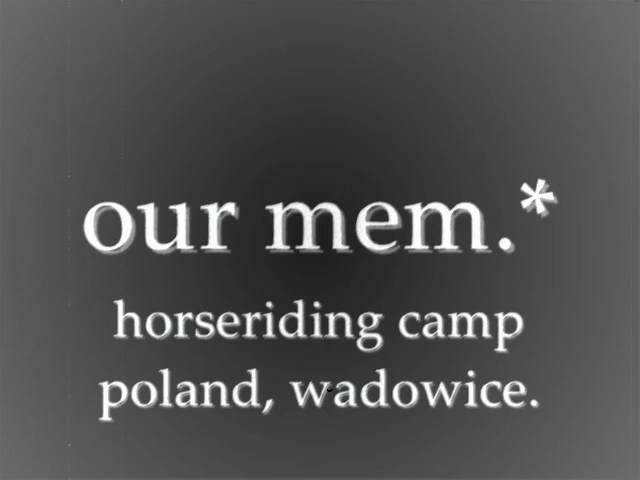 our mem.*
horseriding camp
poland, wadowice.